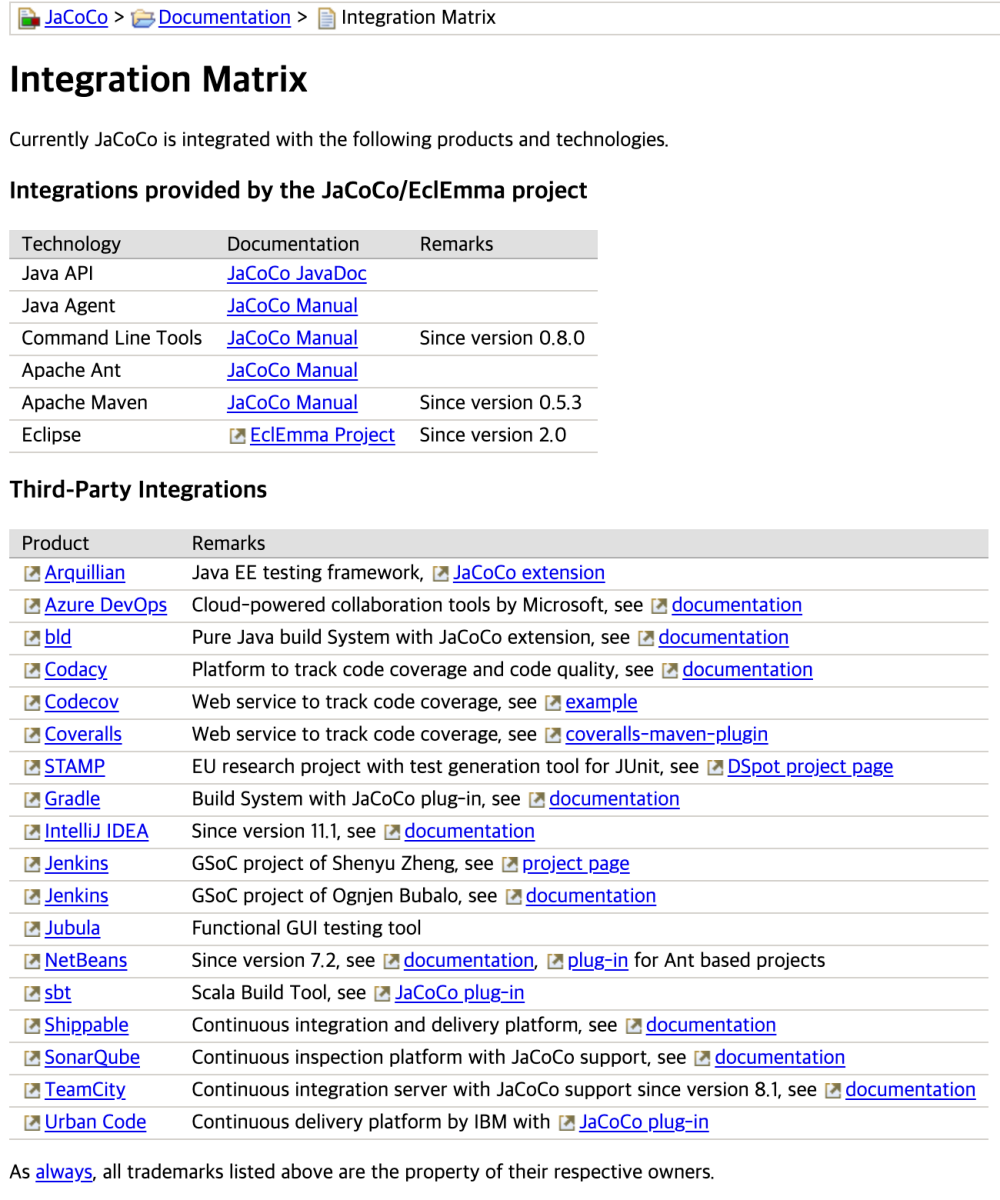 JaCoCo > Documentation > Integration Matrix
Integration Matrix
Currently JaCoCo is integrated with the following products and technologies.
Integrations provided by the JaCoCo/EclEmma project
Technology Documentation Remarks
Java API JaCoCo JavaDoc
Java Agent JaCoCo Manual
Command Line Tools JaCoCo Manual Since version 0.8.0
Apache Ant JaCoCo Manual
Apache Maven JaCoCo Manual Since version 0.5.3
Eclipse EclEmma Project Since version 2.0
Third-Party Integrations
Product Remarks
Arquillian Java EE testing framework, JaCoCo extension
Azure DevOps Cloud-powered collaboration tools by Microsoft, see documentation
bld Pure Java build System with JaCoCo extension, see documentation
Codacy Platform to track code coverage and code quality, see documentation
Codecov Web service to track code coverage, see example
Coveralls Web service to track code coverage, see coveralls-maven-plugin
STAMP EU research project with test generation tool for JUnit, see DSpot project page
Gradle Build System with JaCoCo plug-in, see documentation
IntelliJ IDEA Since version 11.1, see documentation
Jenkins GSoC project of Shenyu Zheng, see project page
Jenkins GSoC project of Ognjen Bubalo, see documentation
Jubula Functional GUI testing tool
NetBeans Since version 7.2, see documentation, plug-in for Ant based projects
sbt Scala Build Tool, see JaCoCo plug-in
Shippable Continuous integration and delivery platform, see documentation
SonarQube Continuous inspection platform with JaCoCo support, see documentation
TeamCity Continuous integration server with JaCoCo support since version 8.1, see documentation
Urban Code Continuous delivery platform by IBM with JaCoCo plug-in
As always, all trademarks listed above are the property of their respective owners.